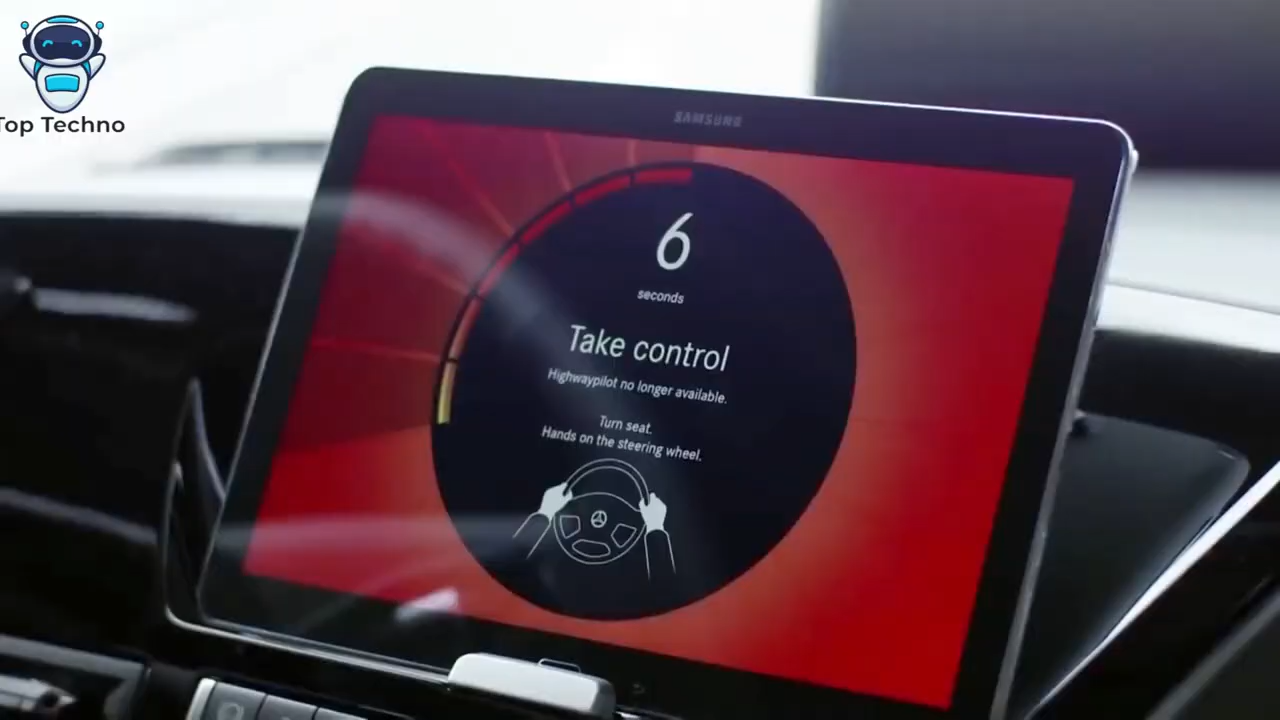 Top Techno
SAMSUNG
6
seconds
Take control
Highwaypilot no longer available.
Turn seat.
Hands on the steering wheel.